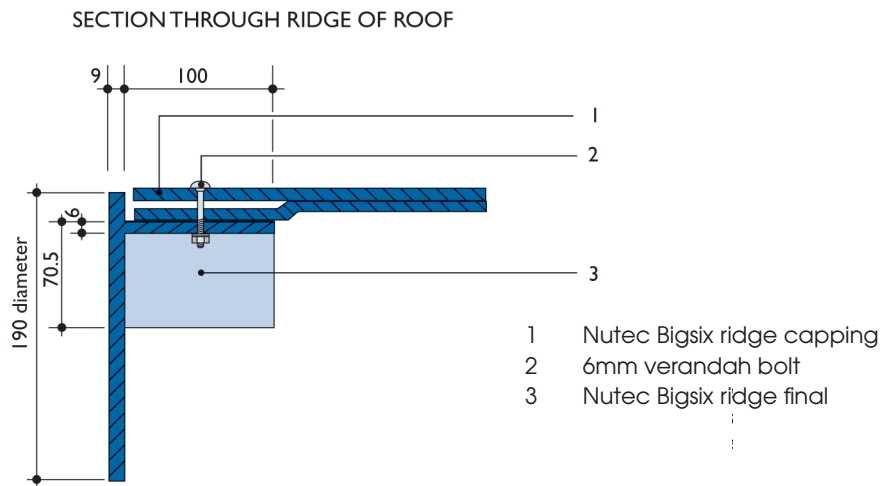 SECTION THROUGH RIDGE OF ROOF
9
100
1
2
6
70.5
190 diameter
3
1 Nutec Bigsix ridge capping
2 6mm verandah bolt
3 Nutec Bigsix ridge final